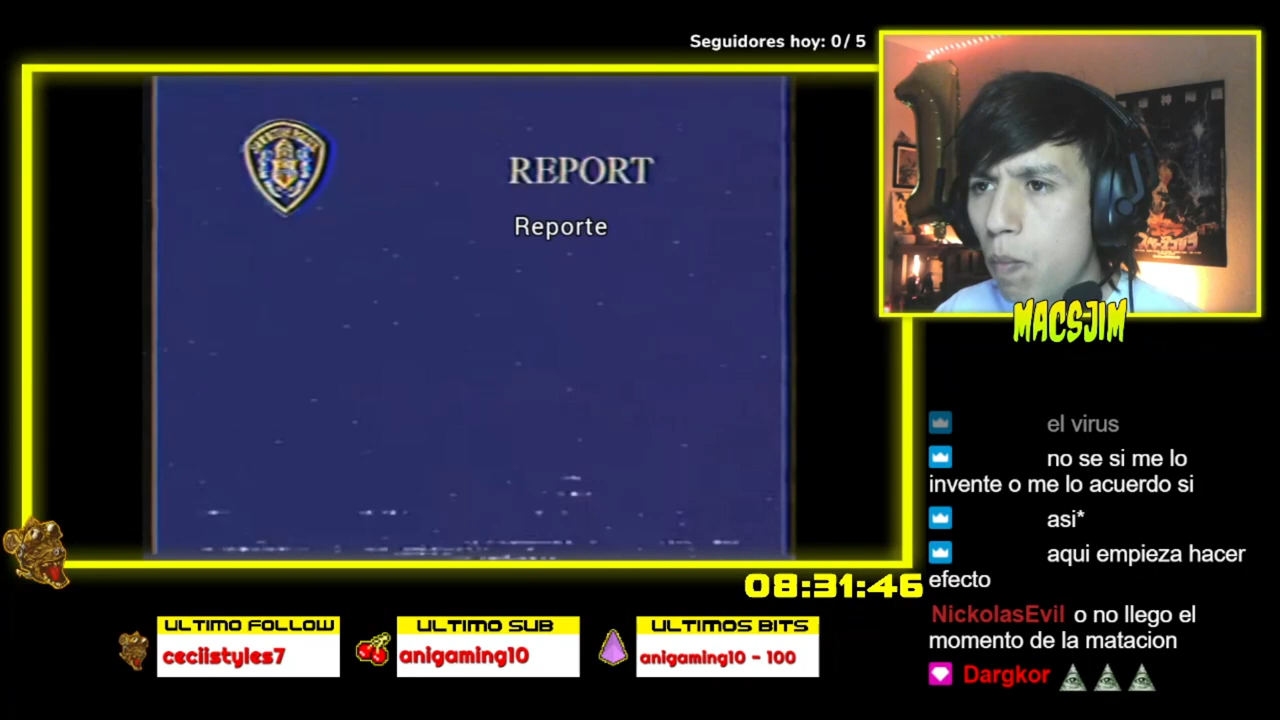 Seguidores hoy: 0/ 5
REPORT
Reporte
MACSJIM
el virus
no se si me lo
invente o me lo acuerdo si
asi*
aqui empieza hacer
efecto
NickolasEvil o no llego el
momento de la matacion
Dargkor
08:31:46
ULTIMO FOLLOW
ceciistyles7
ULTIMO SUB
anigaming10
ULTIMOS BITS
anigaming10 - 100